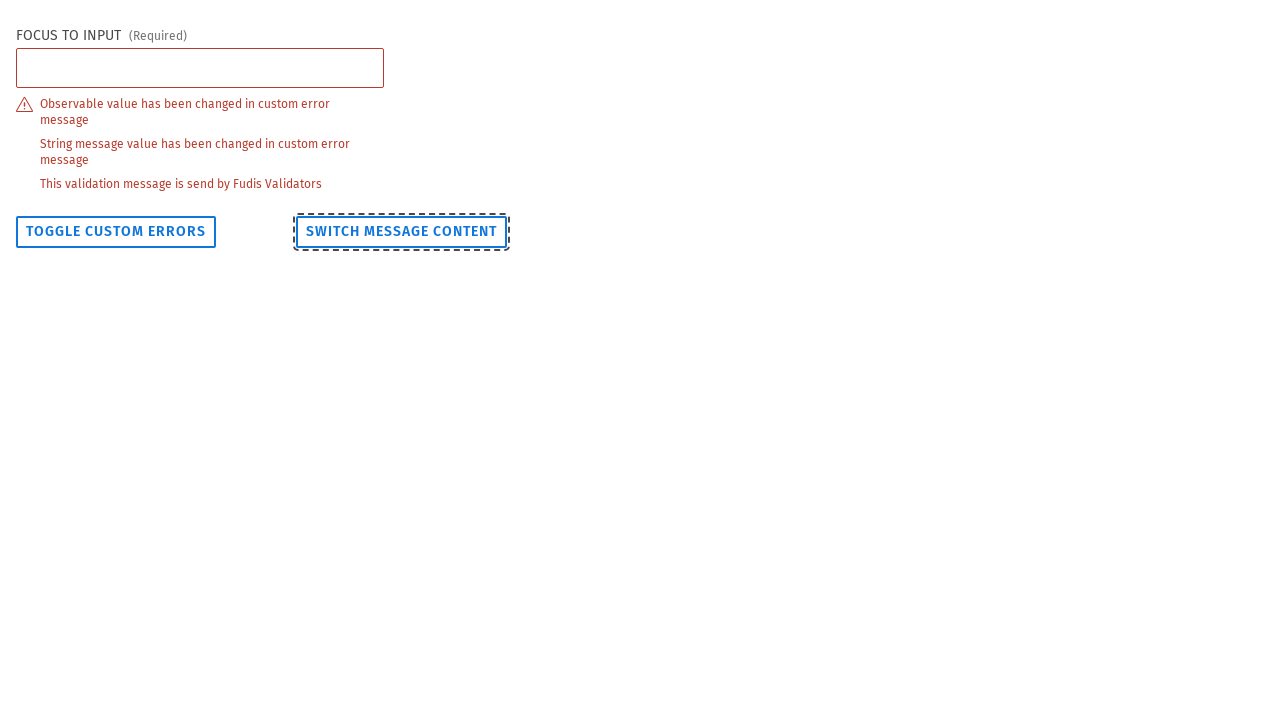 FOCUS TO INPUT (Required)
Observable value has been changed in custom error
message
String message value has been changed in custom error
message
This validation message is send by Fudis Validators
TOGGLE CUSTOM ERRORS
SWITCH MESSAGE CONTENT